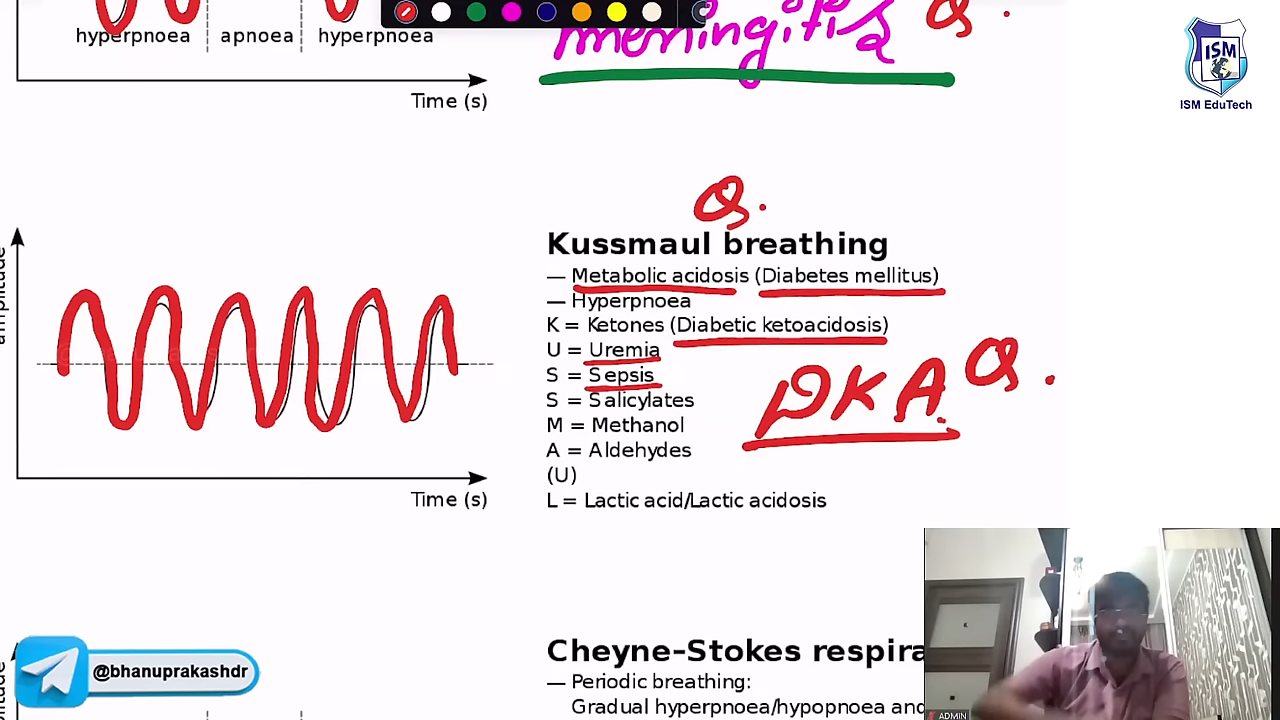 hyperpnoea apnoea hyperpnoea
meningitis
Q.
Time (s)
ISM
ISM EduTech
Q.
Kussmaul breathing
— Metabolic acidosis (Diabetes mellitus)
— Hyperpnoea
K = Ketones (Diabetic ketoacidosis)
U = Uremia
S = Sepsis
S = Salicylates
M = Methanol
A = Aldehydes
(U)
L = Lactic acid/Lactic acidosis
DKA Q.
amplitude
Time (s)
Cheyne–Stokes respira
— Periodic breathing:
Gradual hyperpnoea/hypopnoea and
@bhanuprakashdr
ADMIN